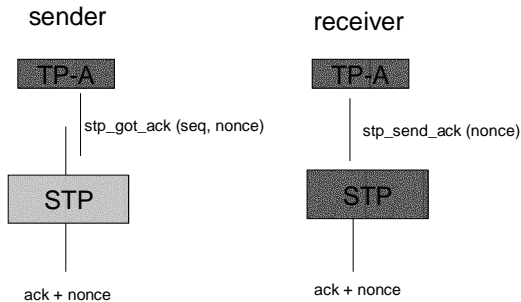 sender
receiver
TP-A
TP-A
stp_got_ack (seq, nonce)
stp_send_ack (nonce)
STP
STP
ack + nonce
ack + nonce